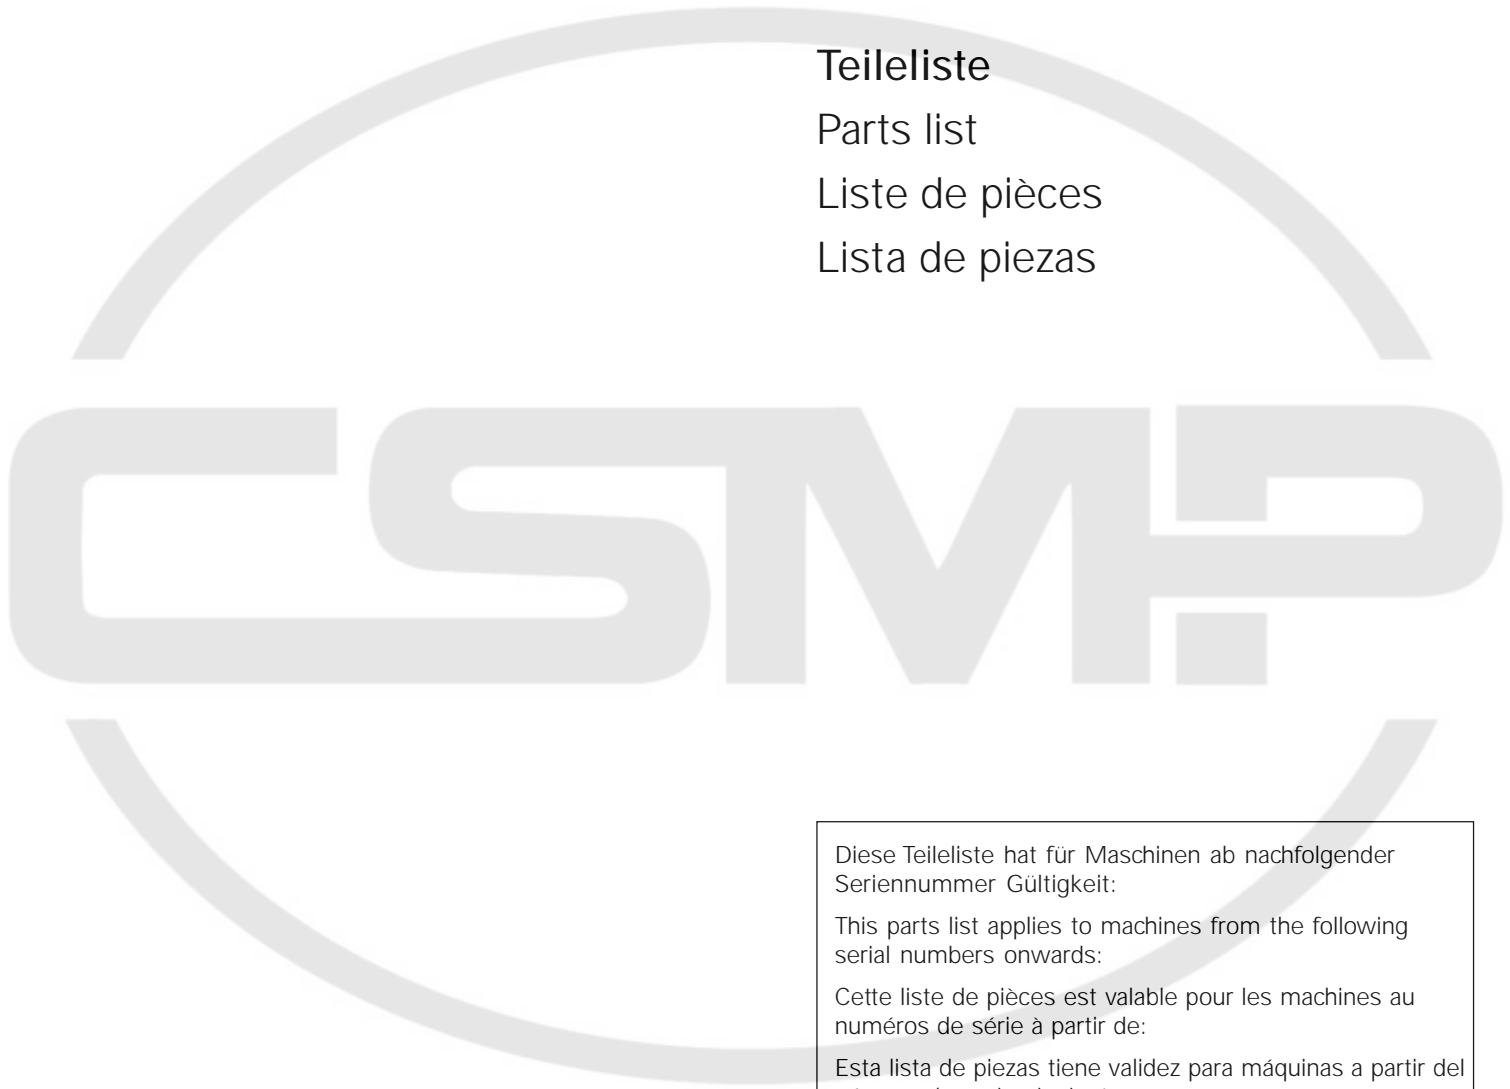 Teileliste
Parts list
Liste de pièces
Lista de piezas
CSMP
Diese Teileliste hat für Maschinen ab nachfolgender
Seriennummer Gültigkeit:
This parts list applies to machines from the following
serial numbers onwards:
Cette liste de pièces est valable pour les machines au
numéros de série à partir de:
Esta lista de piezas tiene validez para máquinas a partir del